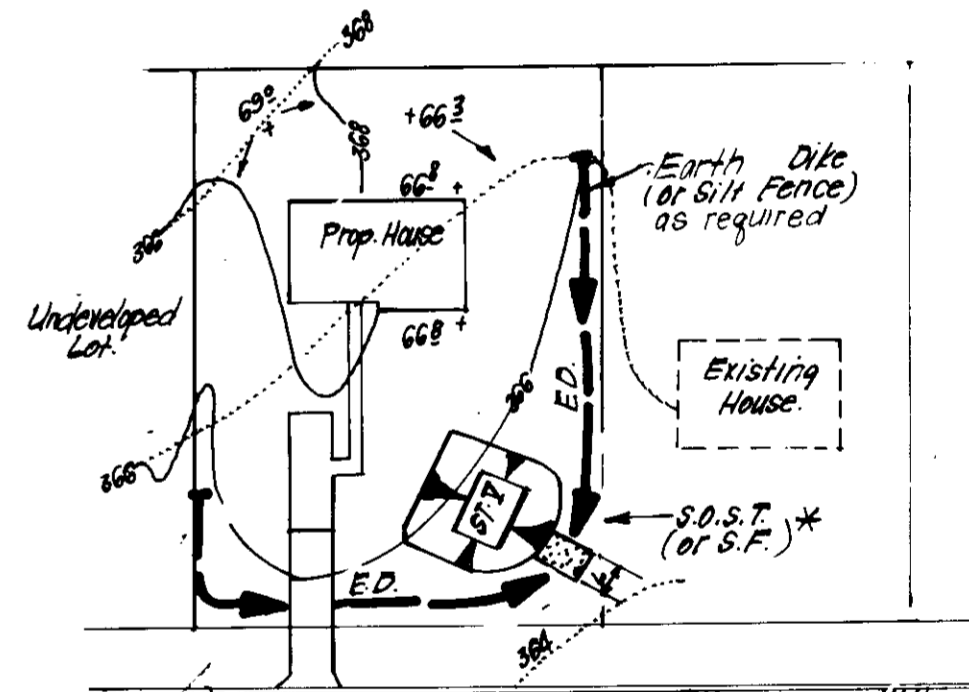 368
69º
+
368
+66 3
66 8 +
Prop. House
Earth Dike
(or Silt Fence)
as required
366
Undeveloped
Lot.
66 8 +
Existing
House.
366
E.D.
366
ST. V
S.O.S.T. *
(or S.F.)
E.D.
364